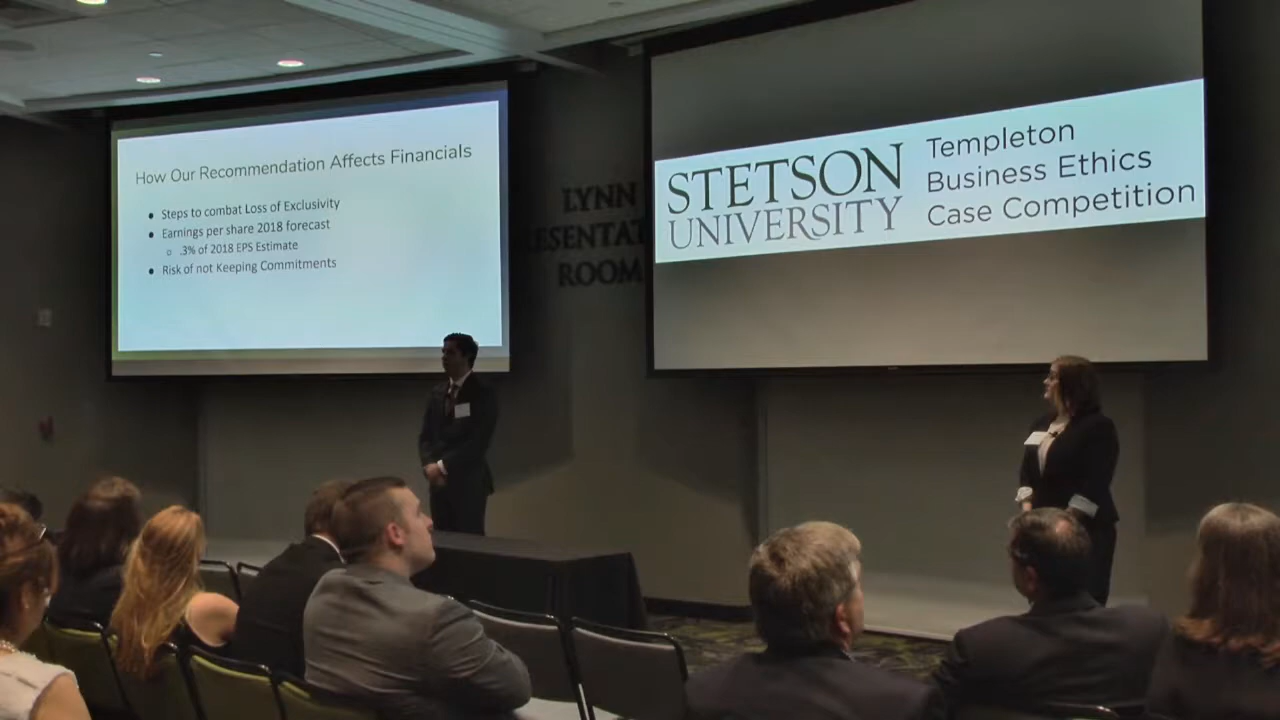 How Our Recommendation Affects Financials
● Steps to combat Loss of Exclusivity
● Earnings per share 2018 forecast
○ .3% of 2018 EPS Estimate
● Risk of not Keeping Commitments
LYNN
ESENTAT
ROOM
STETSON
UNIVERSITY
Templeton
Business Ethics
Case Competition